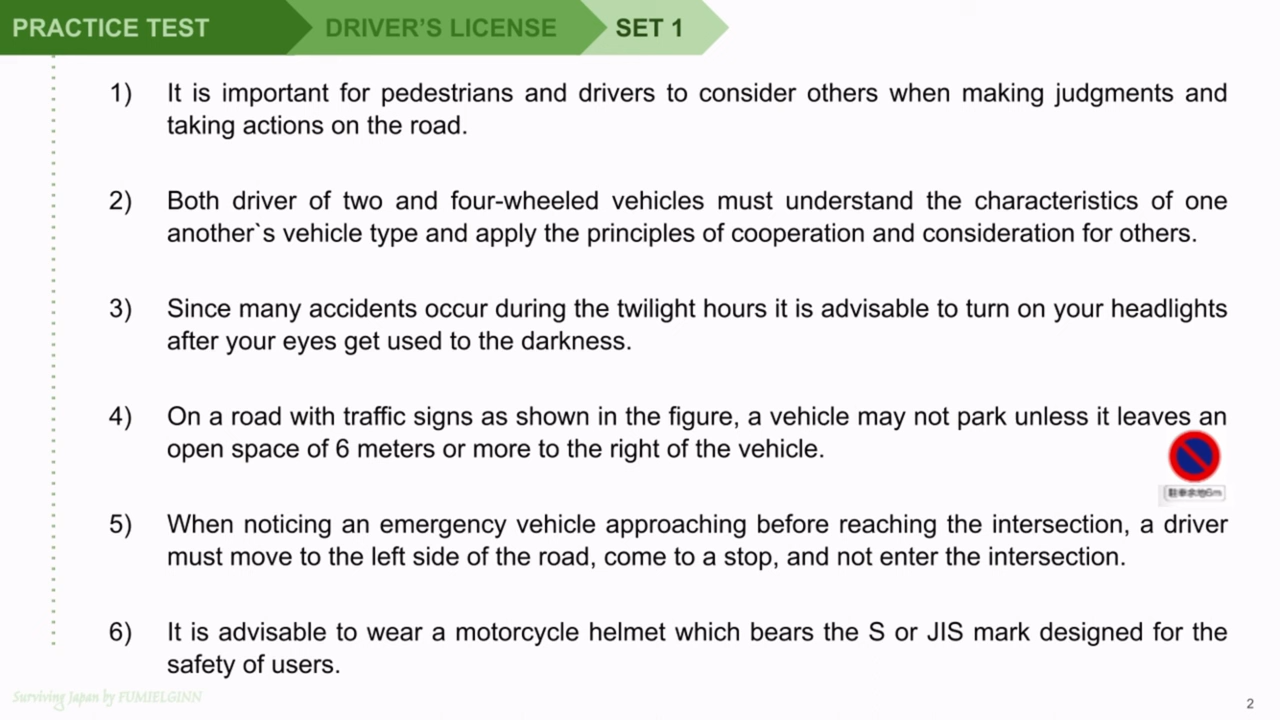 PRACTICE TEST DRIVER'S LICENSE SET 1
1) It is important for pedestrians and drivers to consider others when making judgments and
taking actions on the road.
2) Both driver of two and four-wheeled vehicles must understand the characteristics of one
another`s vehicle type and apply the principles of cooperation and consideration for others.
3) Since many accidents occur during the twilight hours it is advisable to turn on your headlights
after your eyes get used to the darkness.
4) On a road with traffic signs as shown in the figure, a vehicle may not park unless it leaves an
open space of 6 meters or more to the right of the vehicle.
駐車余地6m
5) When noticing an emergency vehicle approaching before reaching the intersection, a driver
must move to the left side of the road, come to a stop, and not enter the intersection.
6) It is advisable to wear a motorcycle helmet which bears the S or JIS mark designed for the
safety of users.
Surviving Japan by FUMIELGINN
2